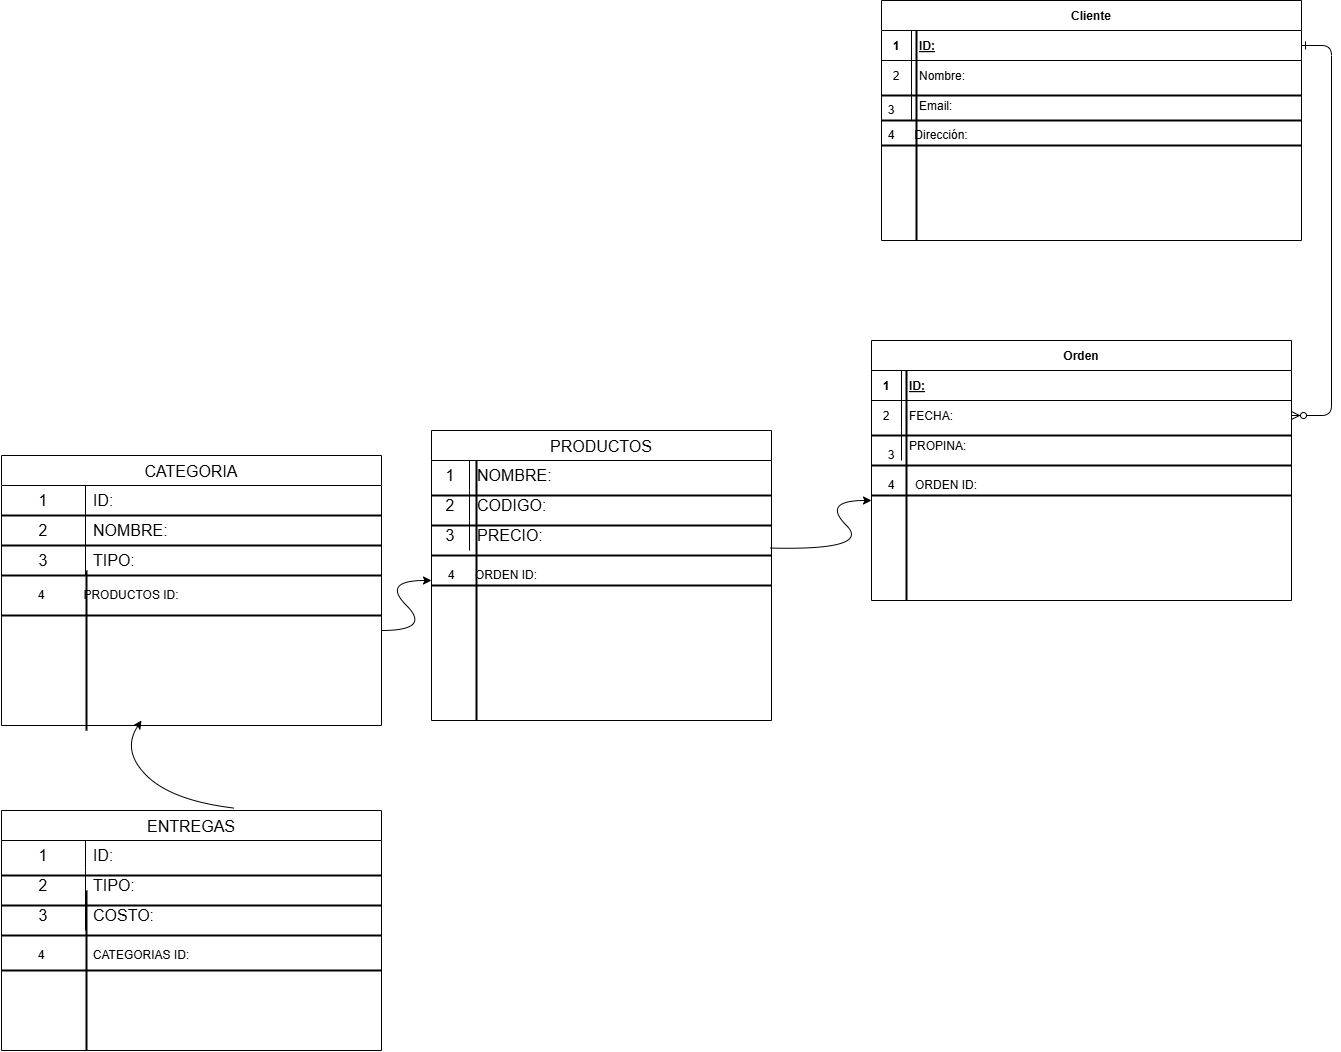 Cliente
1 ID:
2 Nombre:
3 Email:
4 Dirección:
Orden
1 ID:
2 FECHA:
3 PROPINA:
4 ORDEN ID:
PRODUCTOS
1 NOMBRE:
2 CODIGO:
3 PRECIO:
4 ORDEN ID:
CATEGORIA
1 ID:
2 NOMBRE:
3 TIPO:
4 PRODUCTOS ID:
ENTREGAS
1 ID:
2 TIPO:
3 COSTO:
4 CATEGORIAS ID: